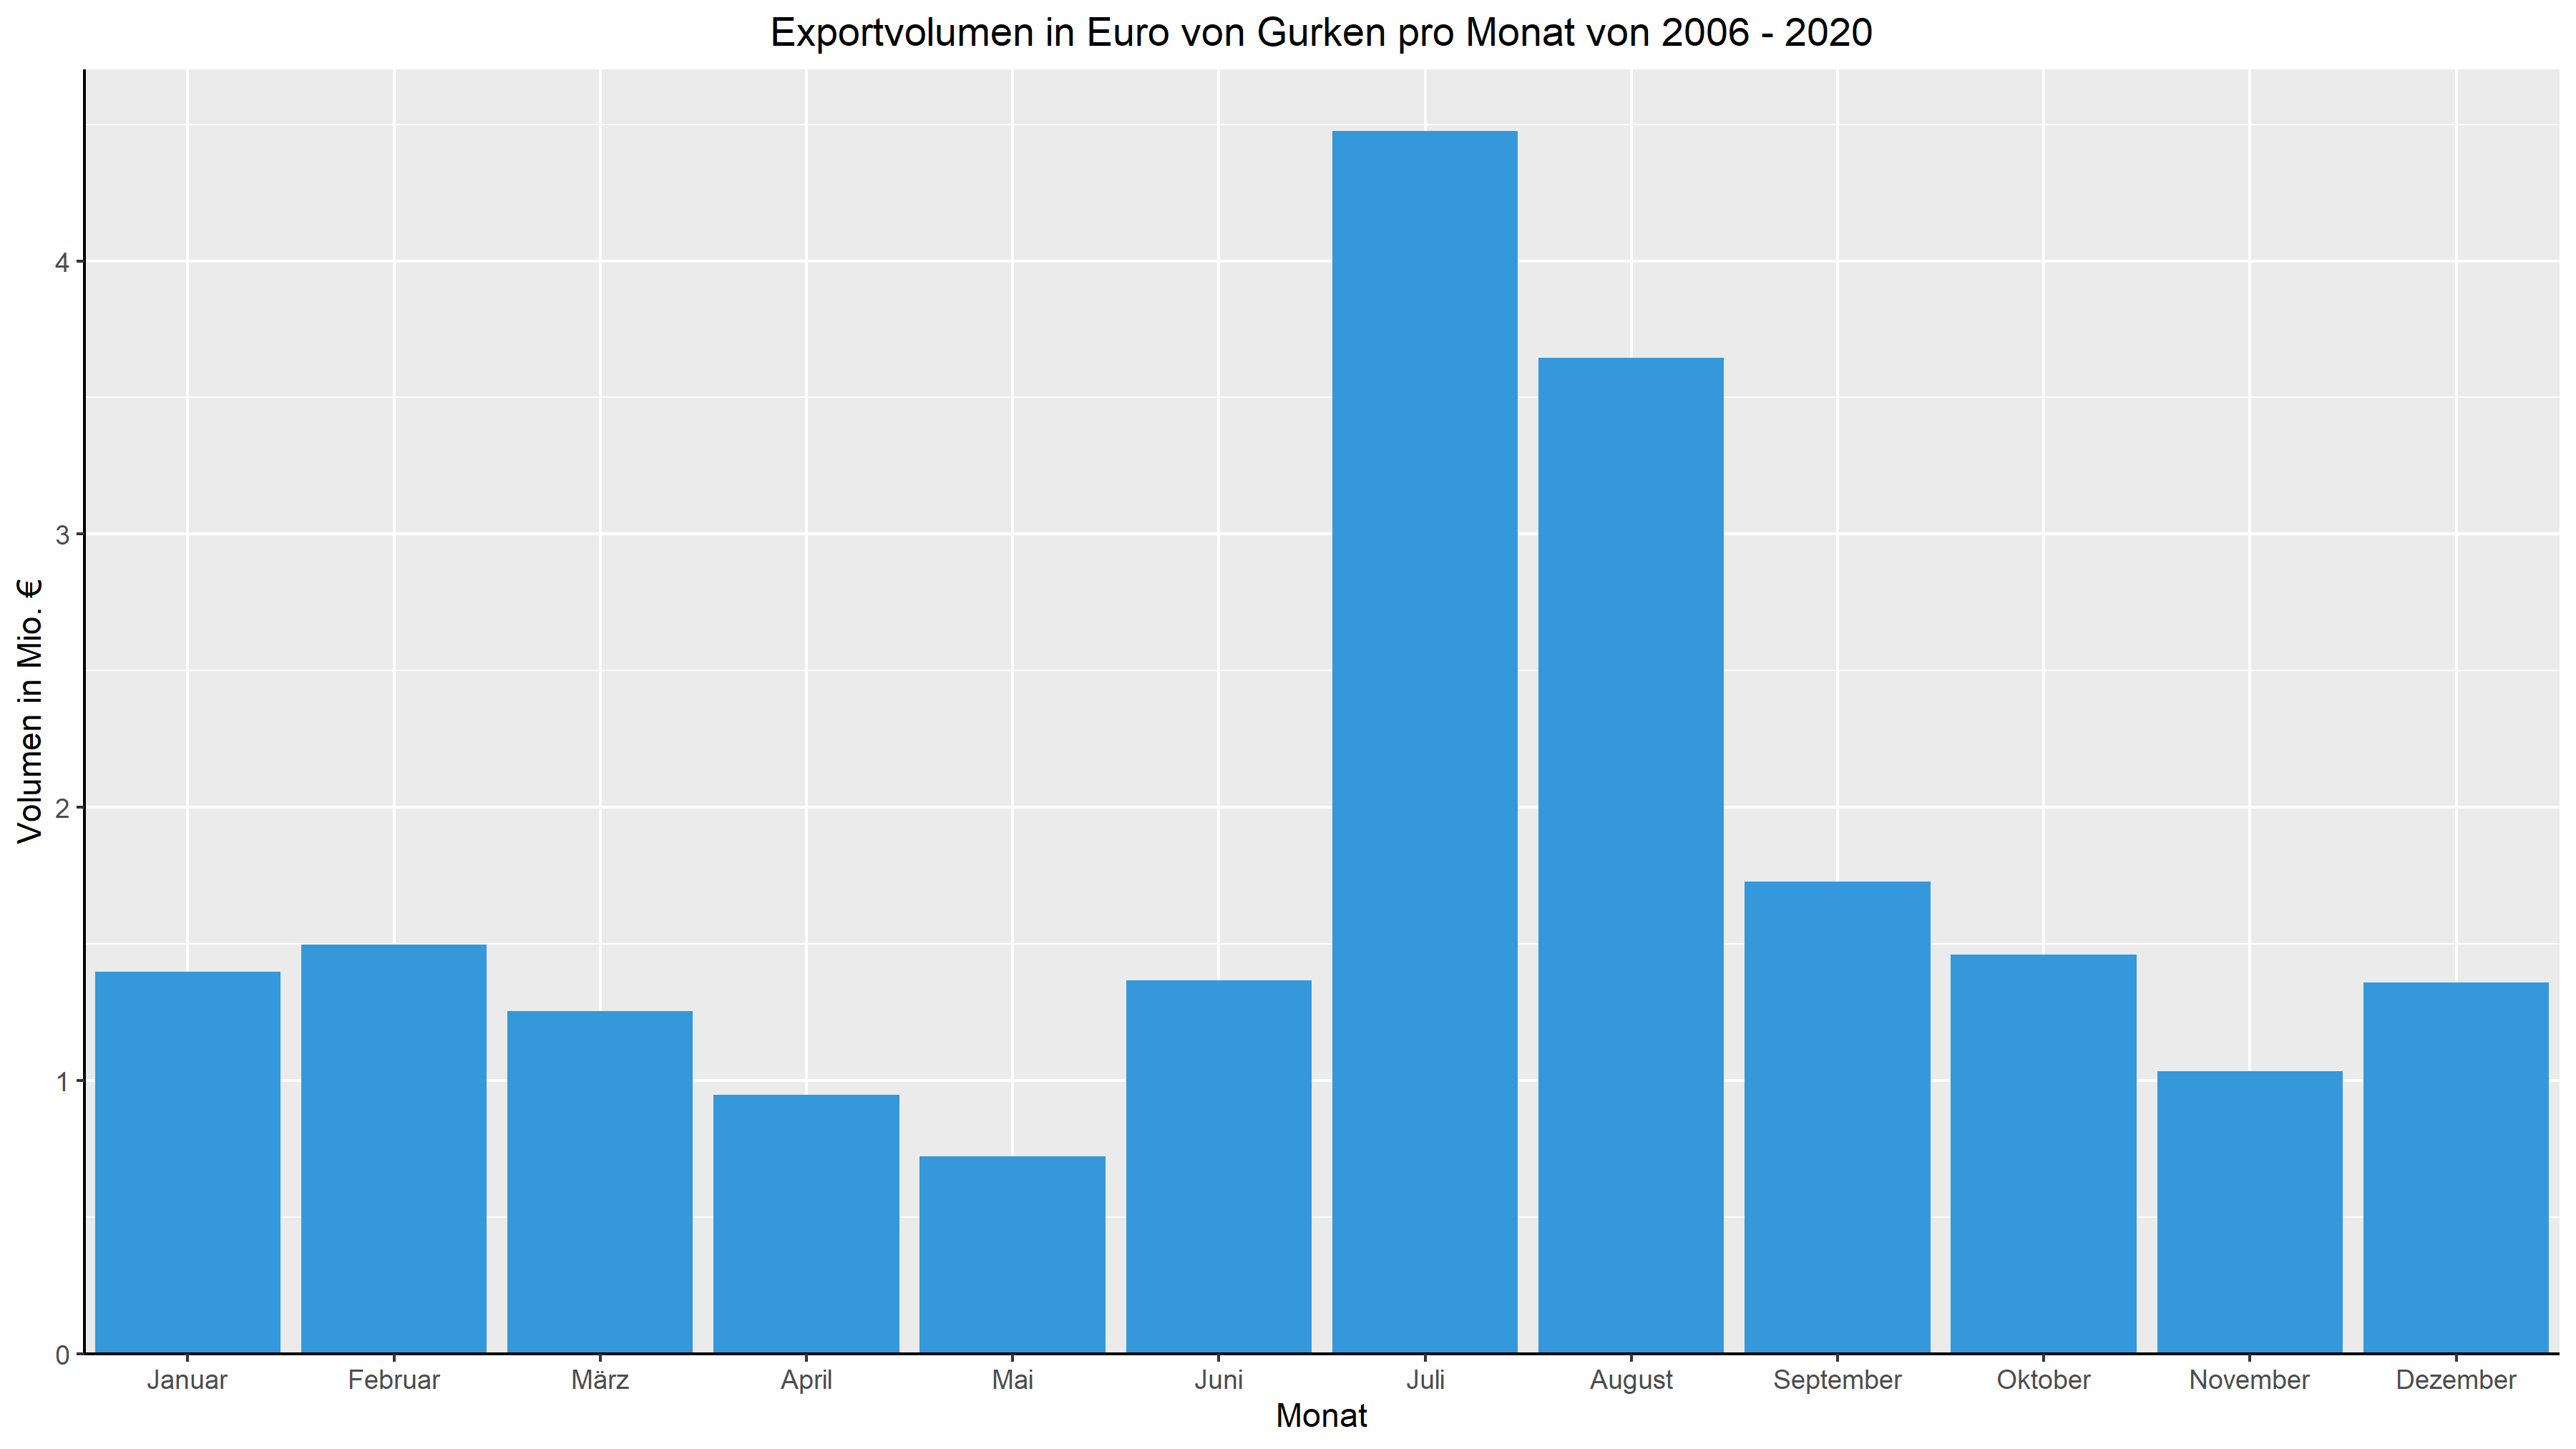 Exportvolumen in Euro von Gurken pro Monat von 2006 - 2020
Volumen in Mio. €
4
3
2
1
0
Januar Februar März April Mai Juni Juli August September Oktober November Dezember
Monat